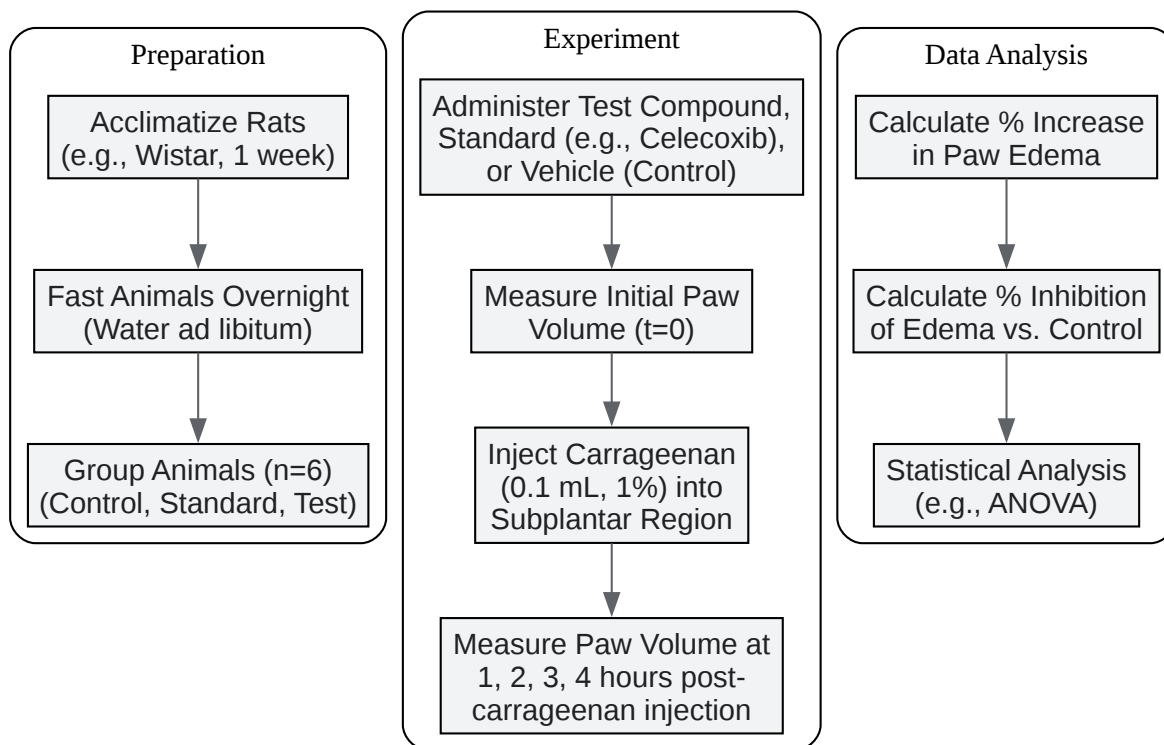 Preparation
Acclimatize Rats
(e.g., Wistar, 1 week)
Fast Animals Overnight
(Water ad libitum)
Group Animals (n=6)
(Control, Standard, Test)
Experiment
Administer Test Compound,
Standard (e.g., Celecoxib),
or Vehicle (Control)
Measure Initial Paw
Volume (t=0)
Inject Carrageenan
(0.1 mL, 1%) into
Subplantar Region
Measure Paw Volume at
1, 2, 3, 4 hours post-
carrageenan injection
Data Analysis
Calculate % Increase
in Paw Edema
Calculate % Inhibition
of Edema vs. Control
Statistical Analysis
(e.g., ANOVA)